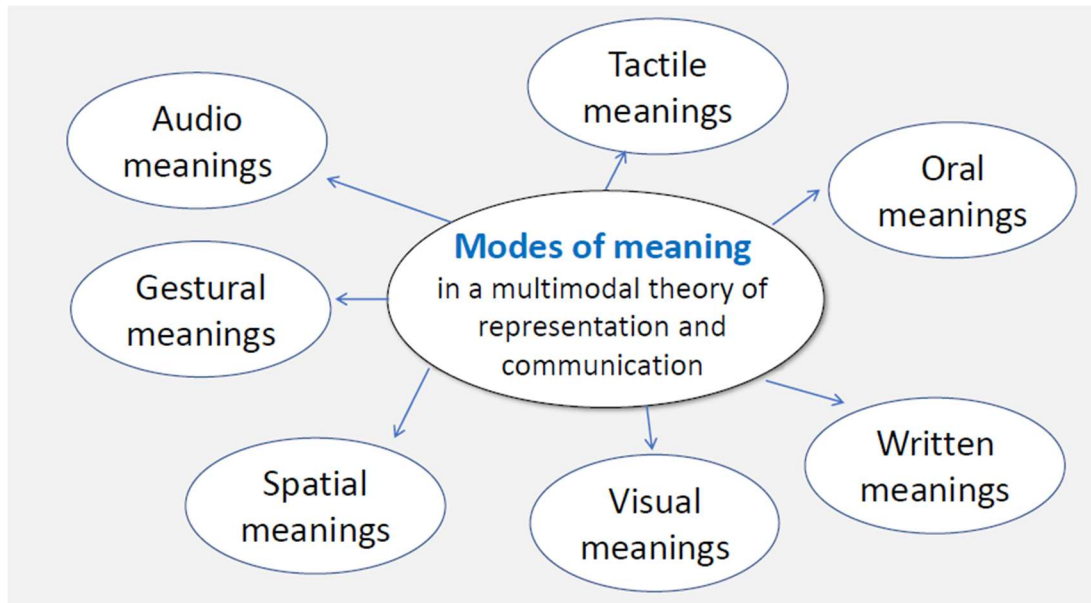 Tactile
meanings
Audio
meanings
Oral
meanings
Modes of meaning
in a multimodal theory of
representation and
communication
Gestural
meanings
Written
meanings
Spatial
meanings
Visual
meanings